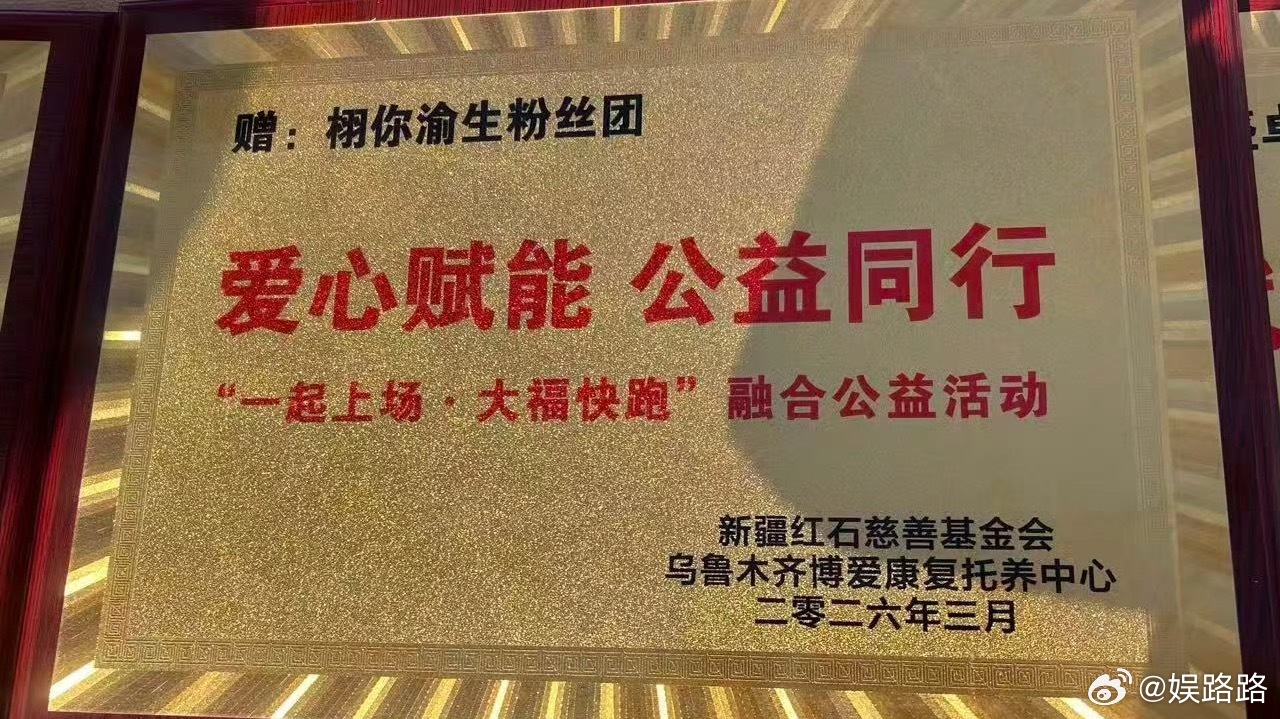 赠：栩你渝生粉丝团
爱心赋能 公益同行
“一起上场·大福快跑”融合公益活动
新疆红石慈善基金会
乌鲁木齐博爱康复托养中心
二零二六年三月
@娱路路